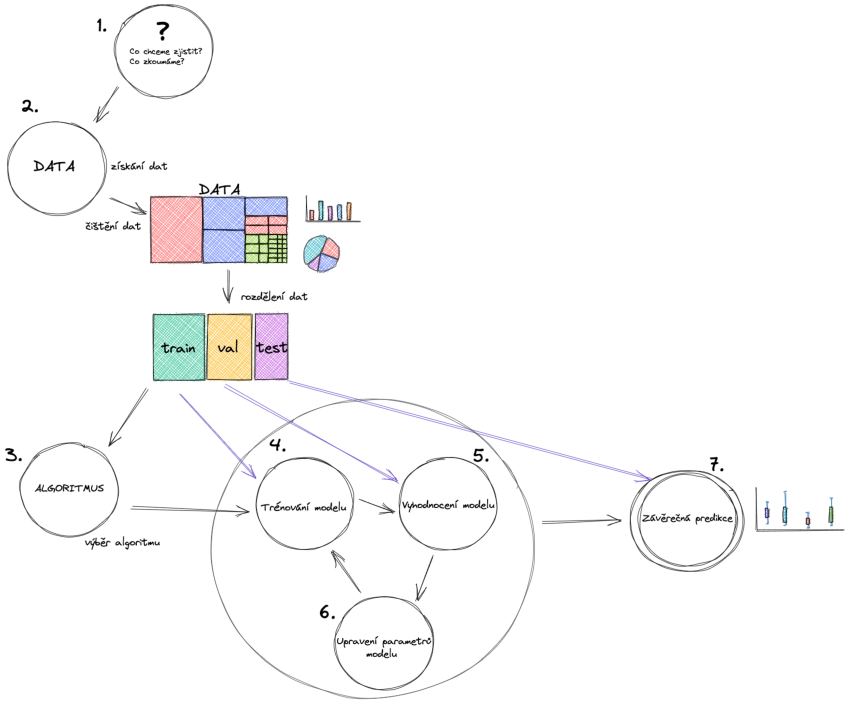 1.
?
Co chceme zjistit?
Co zkoumáme?
2.
DATA
získání dat
DATA
čištění dat
rozdělení dat
train
val
test
3.
ALGORITMUS
výběr algoritmu
4.
Trénování modelu
5.
Vyhodnocení modelu
6.
Upravení parametrů
modelu
7.
Závěrečná predikce